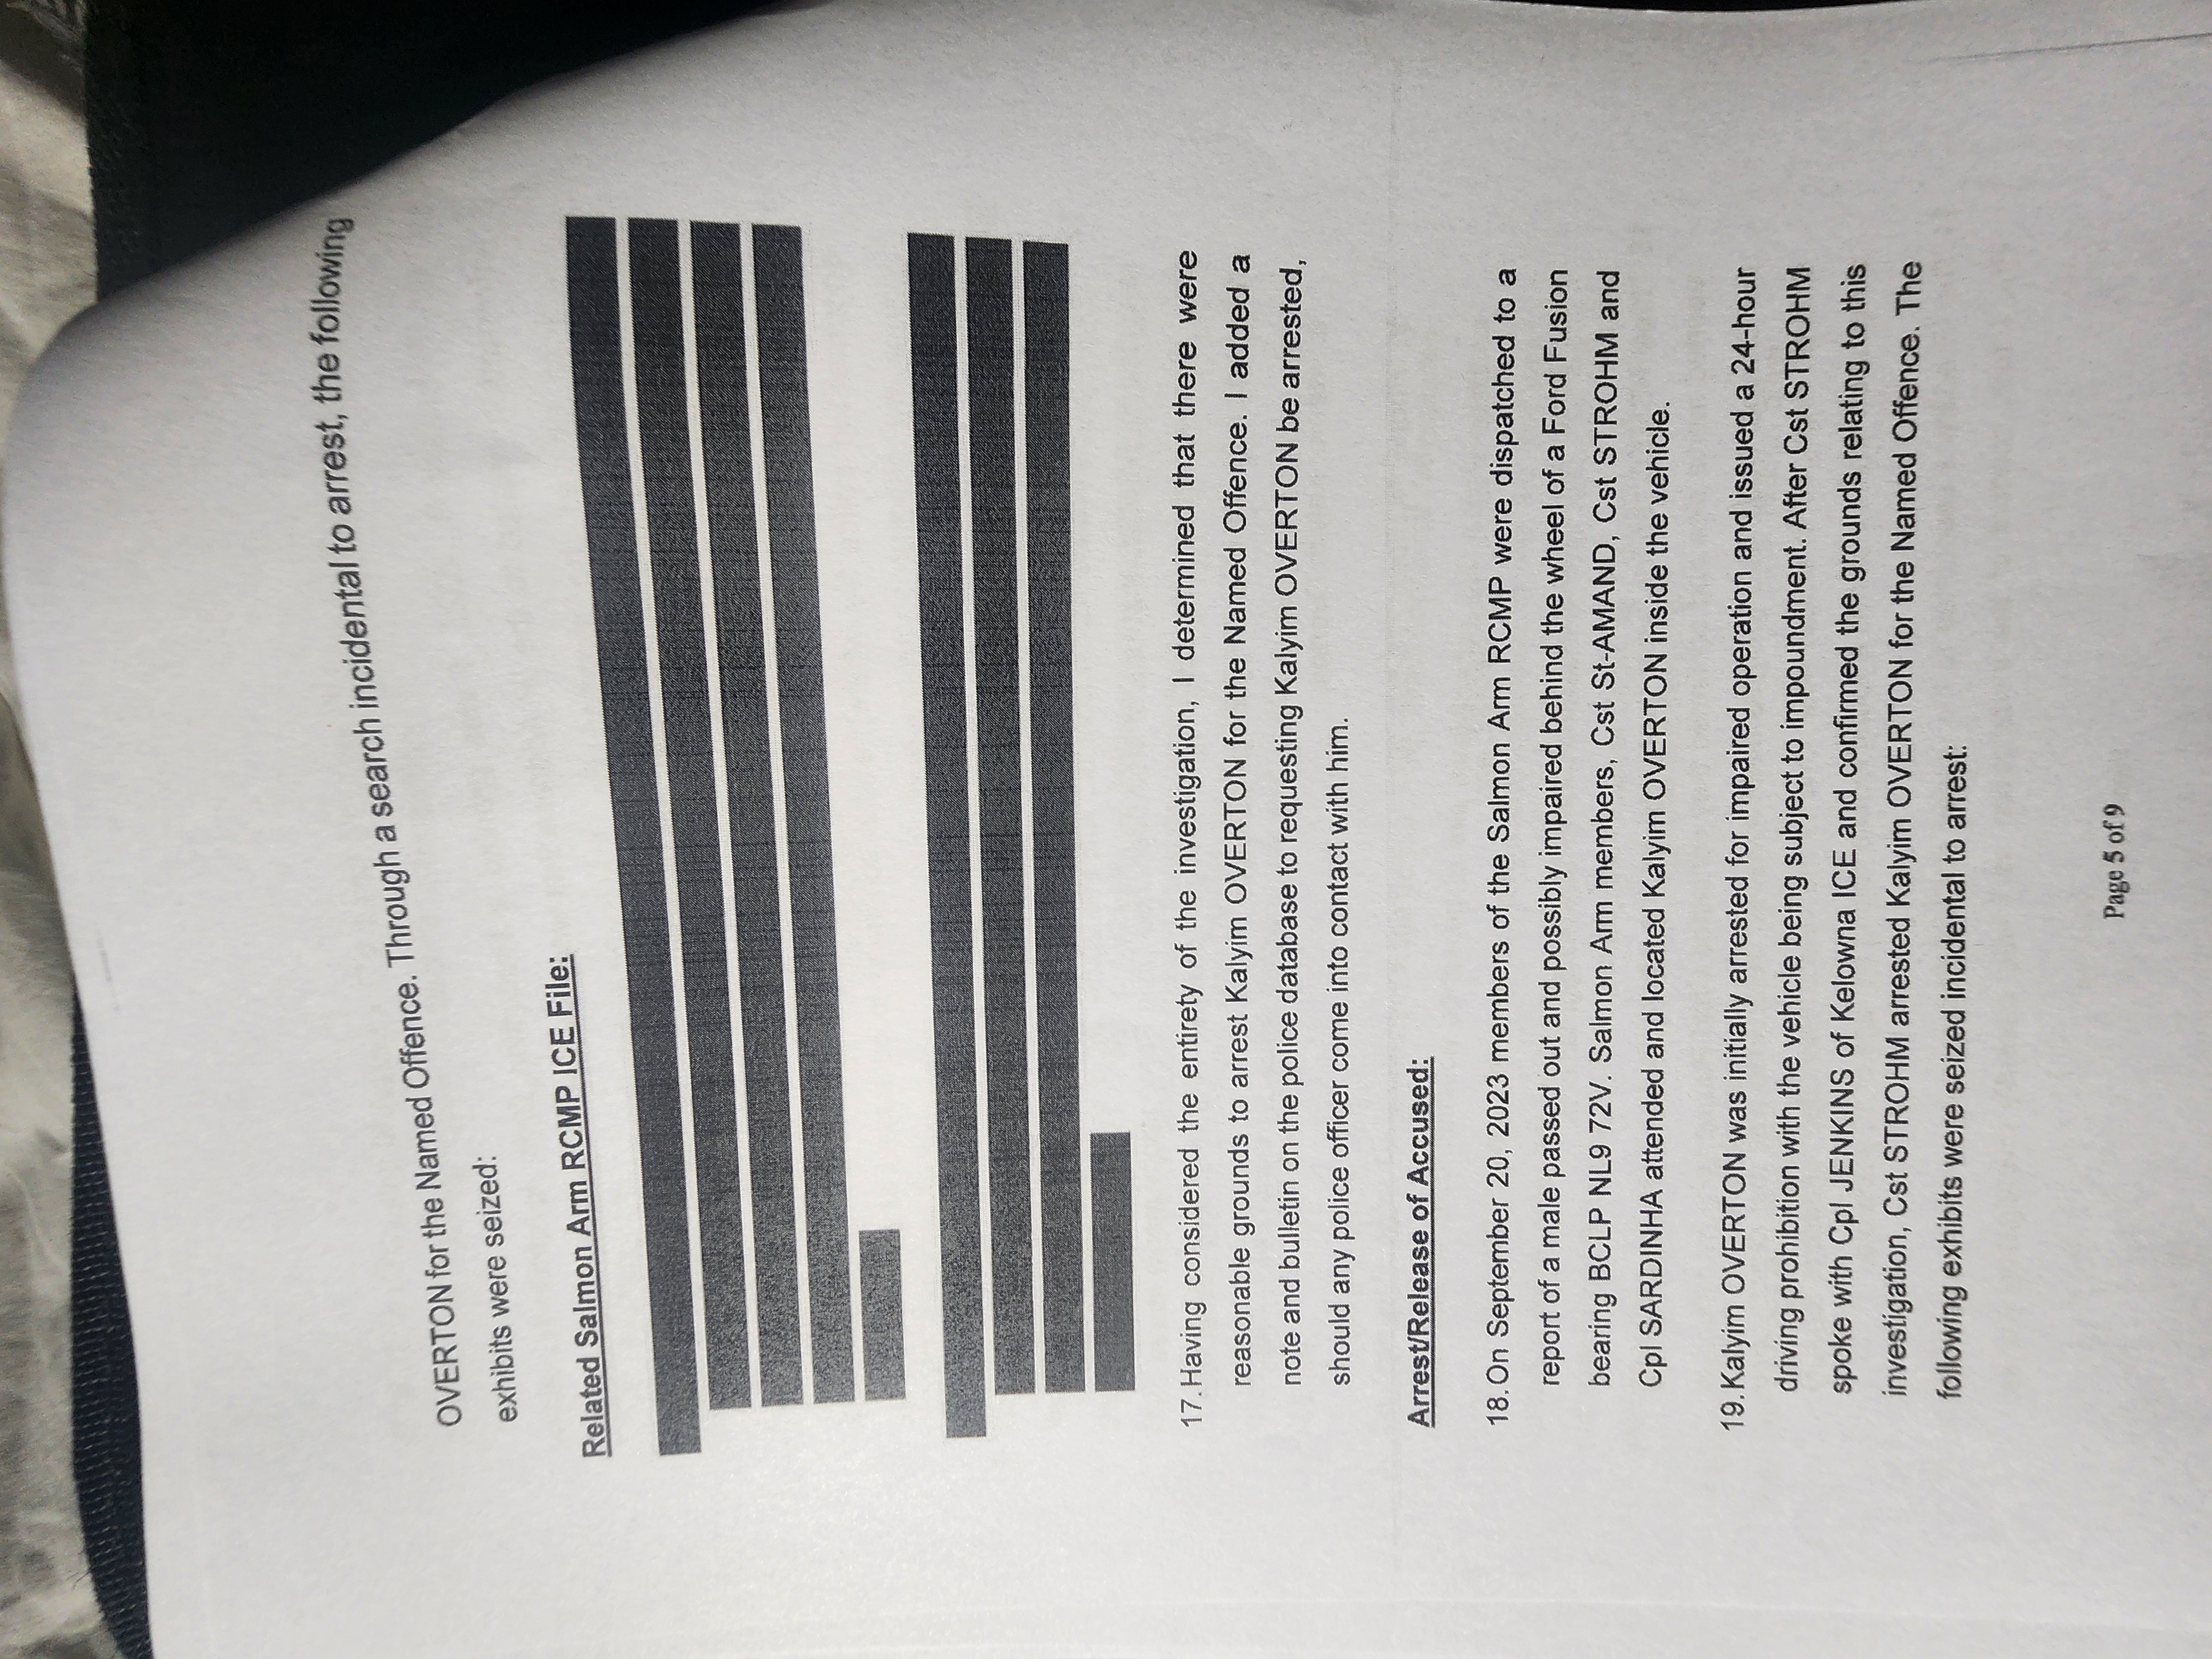 OVERTON for the Named Offence. Through a search incidental to arrest, the following
exhibits were seized:
Related Salmon Arm RCMP ICE File:
17. Having considered the entirety of the investigation, I determined that there were
reasonable grounds to arrest Kalyim OVERTON for the Named Offence. I added a
note and bulletin on the police database to requesting Kalyim OVERTON be arrested,
should any police officer come into contact with him.
Arrest/Release of Accused:
18. On September 20, 2023 members of the Salmon Arm RCMP were dispatched to a
report of a male passed out and possibly impaired behind the wheel of a Ford Fusion
bearing BCLP NL9 72V. Salmon Arm members, Cst St-AMAND, Cst STROHM and
Cpl SARDINHA attended and located Kalyim OVERTON inside the vehicle.
19. Kalyim OVERTON was initially arrested for impaired operation and issued a 24-hour
driving prohibition with the vehicle being subject to impoundment. After Cst STROHM
spoke with Cpl JENKINS of Kelowna ICE and confirmed the grounds relating to this
investigation, Cst STROHM arrested Kalyim OVERTON for the Named Offence. The
following exhibits were seized incidental to arrest:
Page 5 of 9